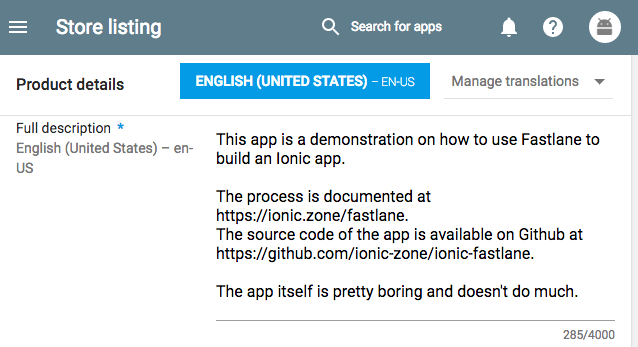 Store listing
Search for apps
Product details
ENGLISH (UNITED STATES) – EN-US
Manage translations
Full description *
English (United States) – en-
US
This app is a demonstration on how to use Fastlane to
build an Ionic app.
The process is documented at
https://ionic.zone/fastlane.
The source code of the app is available on Github at
https://github.com/ionic-zone/ionic-fastlane.
The app itself is pretty boring and doesn't do much.
285/4000